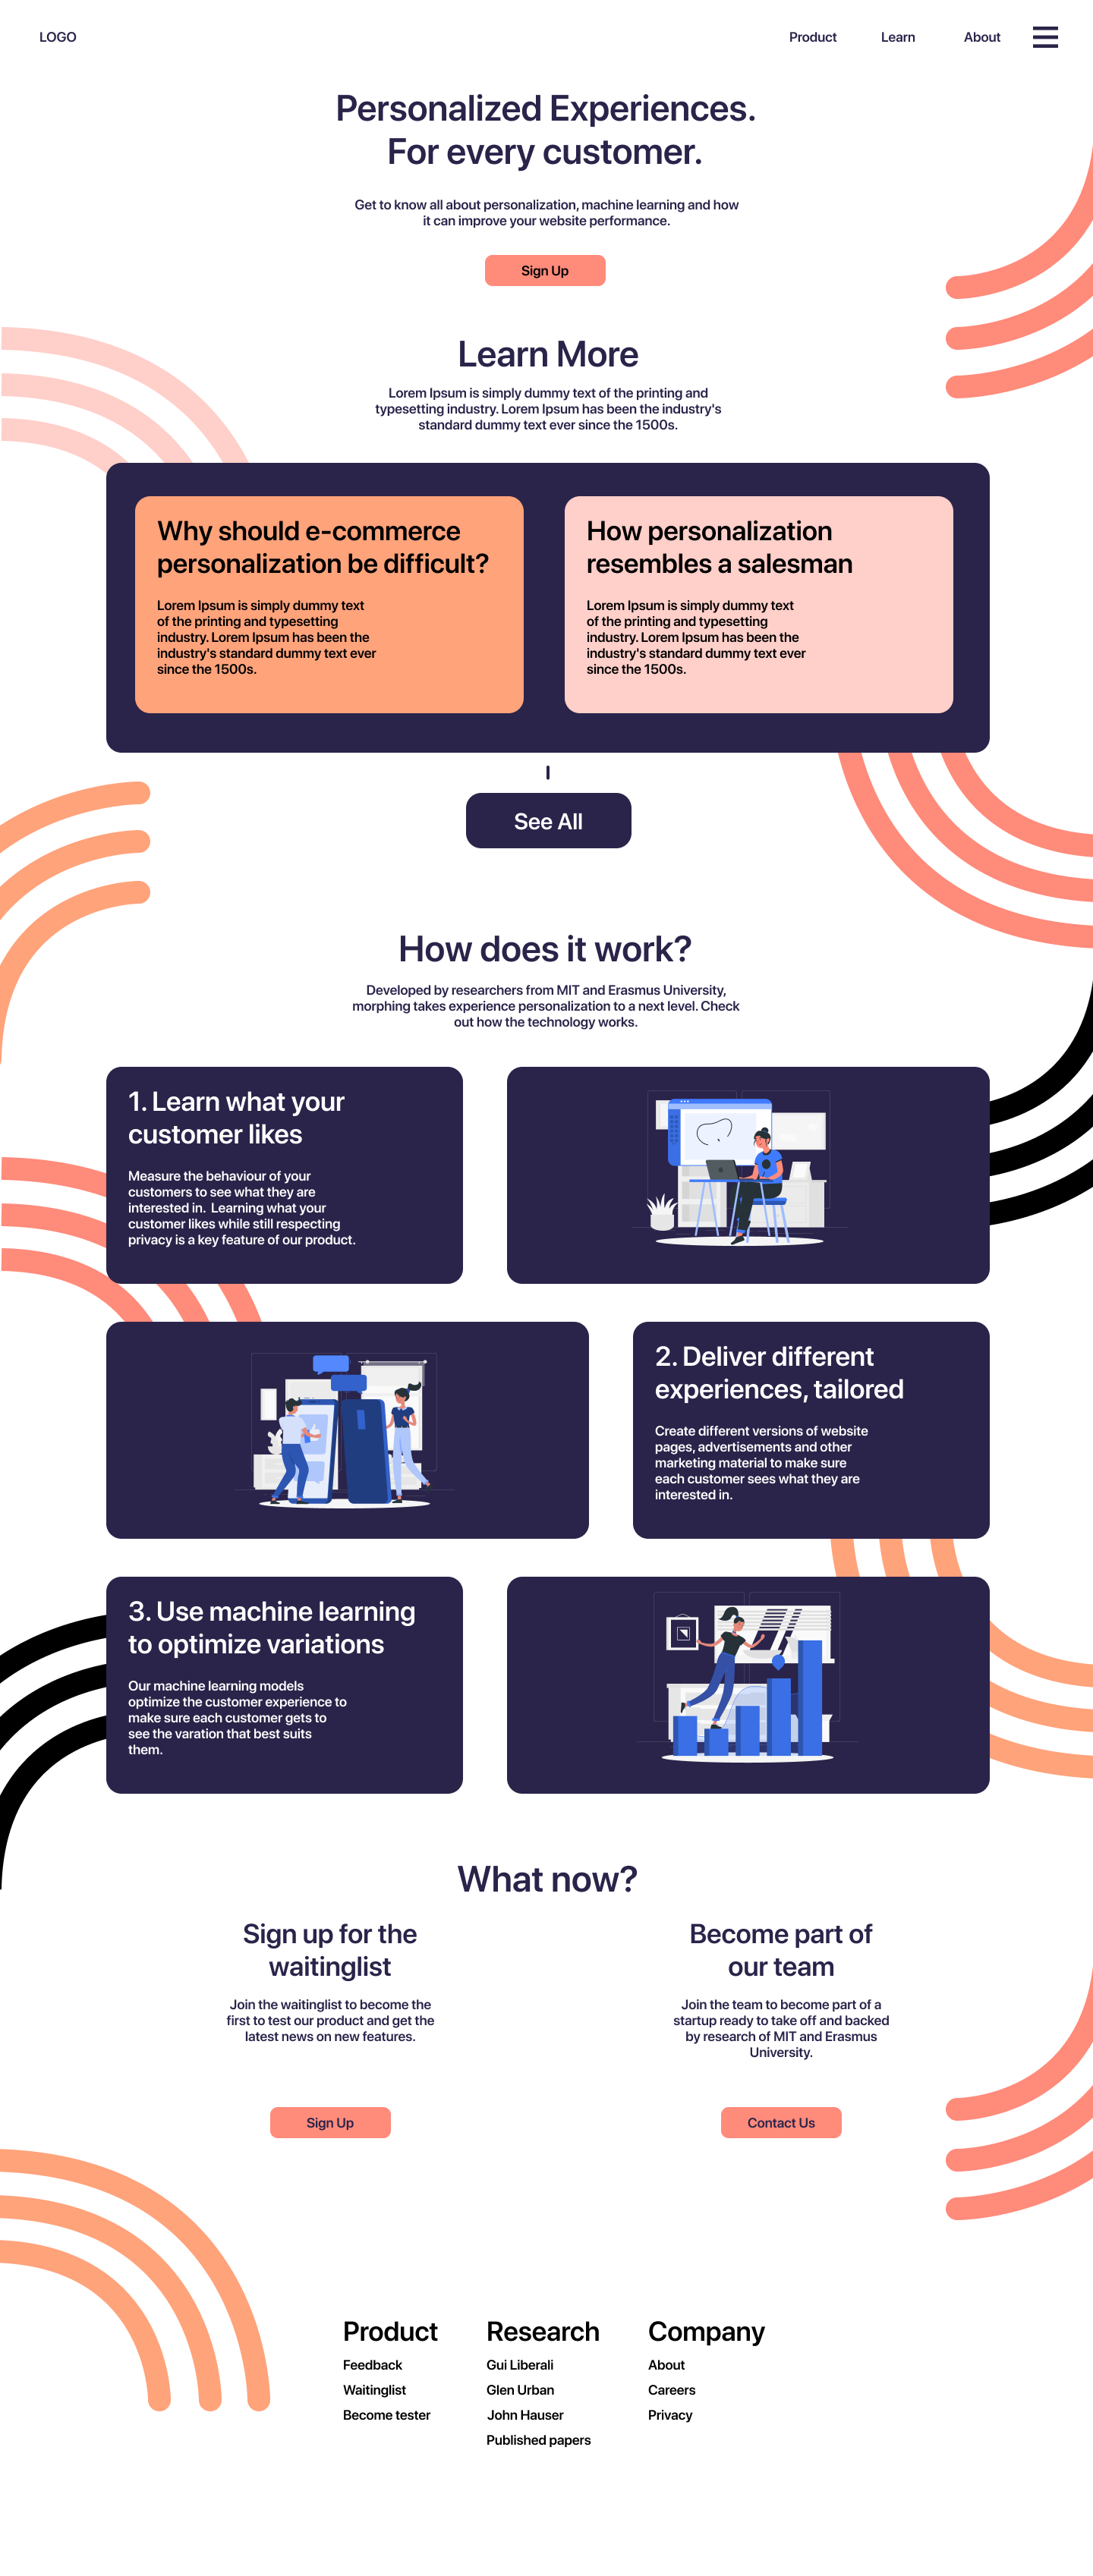 LOGO
Product
Learn
About
Personalized Experiences.
For every customer.
Get to know all about personalization, machine learning and how
it can improve your website performance.
Sign Up
Learn More
Lorem Ipsum is simply dummy text of the printing and
typesetting industry. Lorem Ipsum has been the industry's
standard dummy text ever since the 1500s.
Why should e-commerce
personalization be difficult?
Lorem Ipsum is simply dummy text
of the printing and typesetting
industry. Lorem Ipsum has been the
industry's standard dummy text ever
since the 1500s.
How personalization
resembles a salesman
Lorem Ipsum is simply dummy text
of the printing and typesetting
industry. Lorem Ipsum has been the
industry's standard dummy text ever
since the 1500s.
See All
How does it work?
Developed by researchers from MIT and Erasmus University,
morphing takes experience personalization to a next level. Check
out how the technology works.
1. Learn what your
customer likes
Measure the behaviour of your
customers to see what they are
interested in.  Learning what your
customer likes while still respecting
privacy is a key feature of our product.
2. Deliver different
experiences, tailored
Create different versions of website
pages, advertisements and other
marketing material to make sure
each customer sees what they are
interested in.
3. Use machine learning
to optimize variations
Our machine learning models
optimize the customer experience to
make sure each customer gets to
see the varation that best suits
them.
What now?
Sign up for the
waitinglist
Join the waitinglist to become the
first to test our product and get the
latest news on new features.
Sign Up
Become part of
our team
Join the team to become part of a
startup ready to take off and backed
by research of MIT and Erasmus
University.
Contact Us
Product
Feedback
Waitinglist
Become tester
Research
Gui Liberali
Glen Urban
John Hauser
Published papers
Company
About
Careers
Privacy